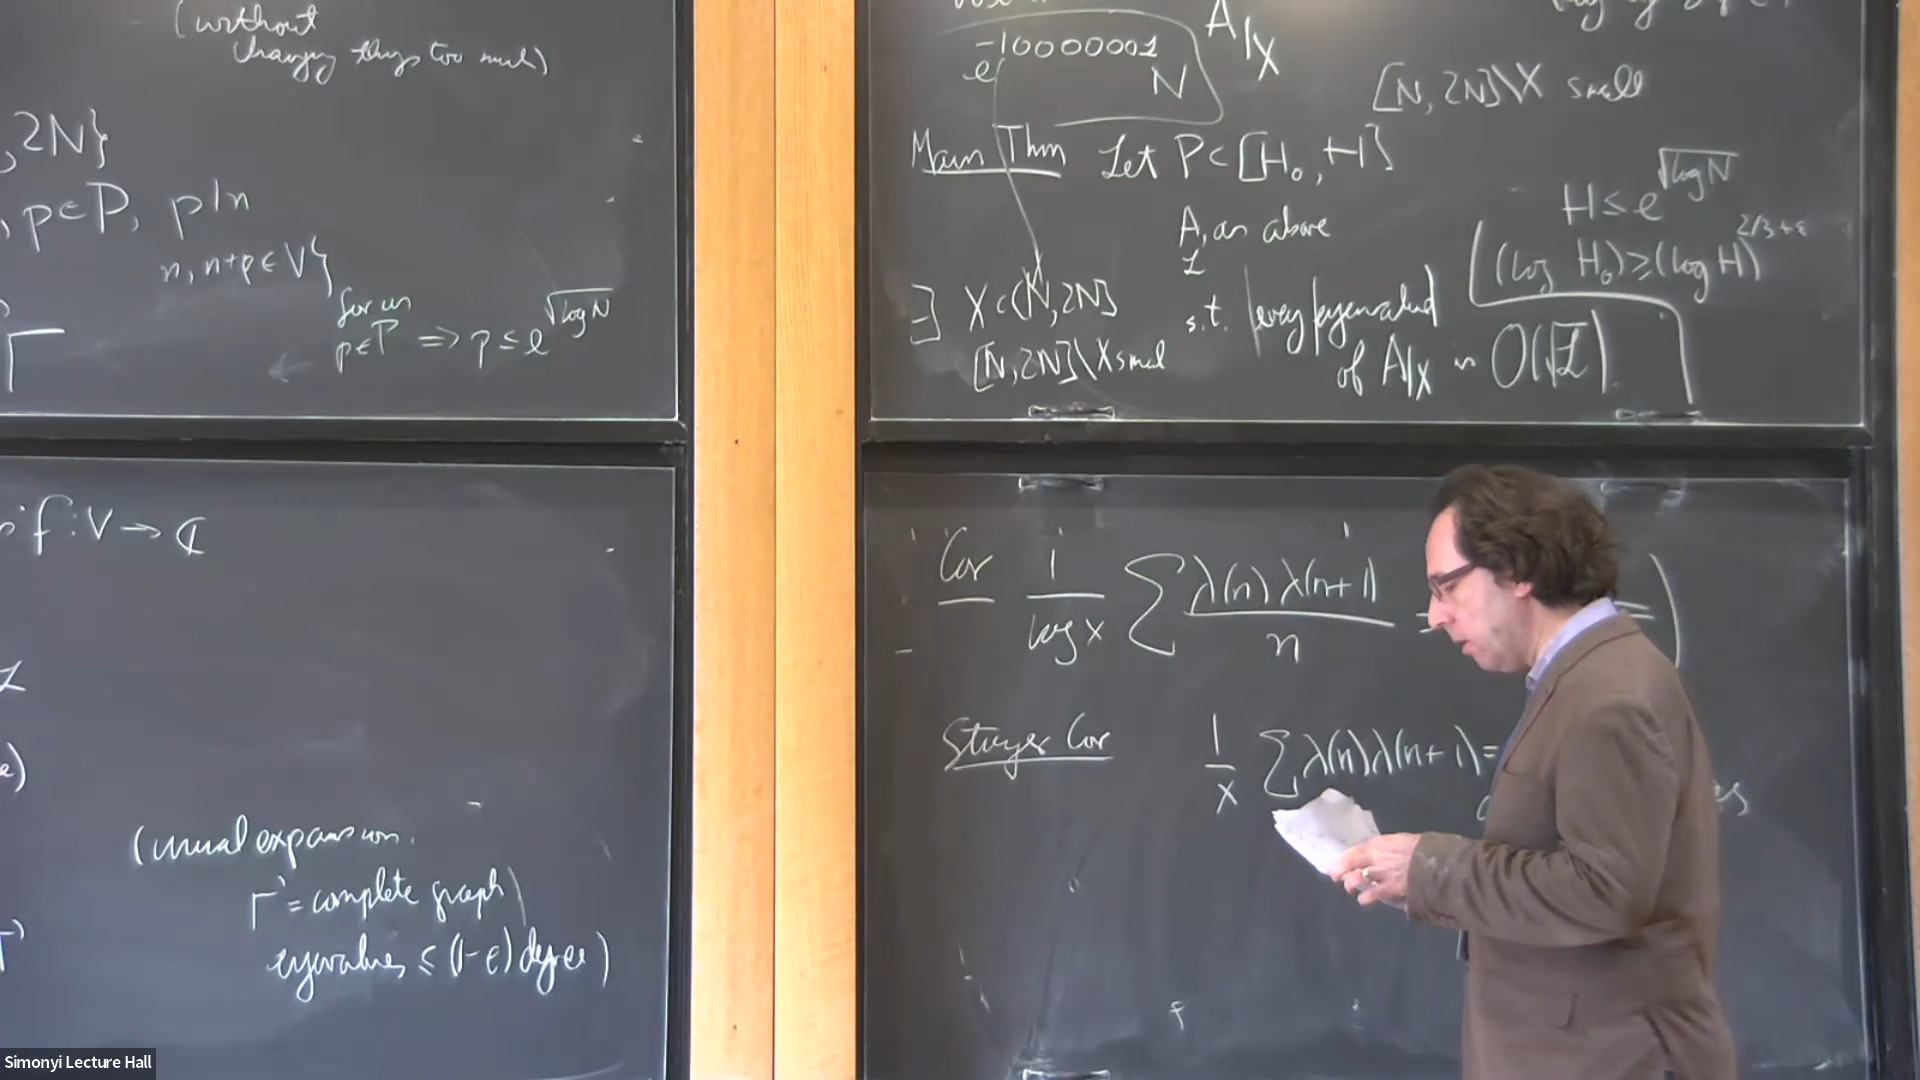 (without
changing things too much)
, 2N}
, p∈P, p|n
n, n+p∈V}
for an
p∈P ⟹ p ≤ e^{√log N}
Γ
f : V → ℂ
(usual expansion
Γ' = complete graph)
eigenvalues ≤ (1-ε) degree)
e^{-10000001} N
A|X
[N, 2N]\X small
Main Thm Let P⊂[H₀, H]
H ≤ e^{√log N}
A, as above
(log H₀) ≥ (log H)^{2/3+ε}
ℒ
∃ X⊂[N,2N] s.t. every eigenvalue
[N,2N]\X small of A|X is O(√ℒ)
Cor 1/log x ∑ λ(n) λ(n+1)/n
Stronger Cor 1/x ∑ λ(n)λ(n+1)=
Simonyi Lecture Hall